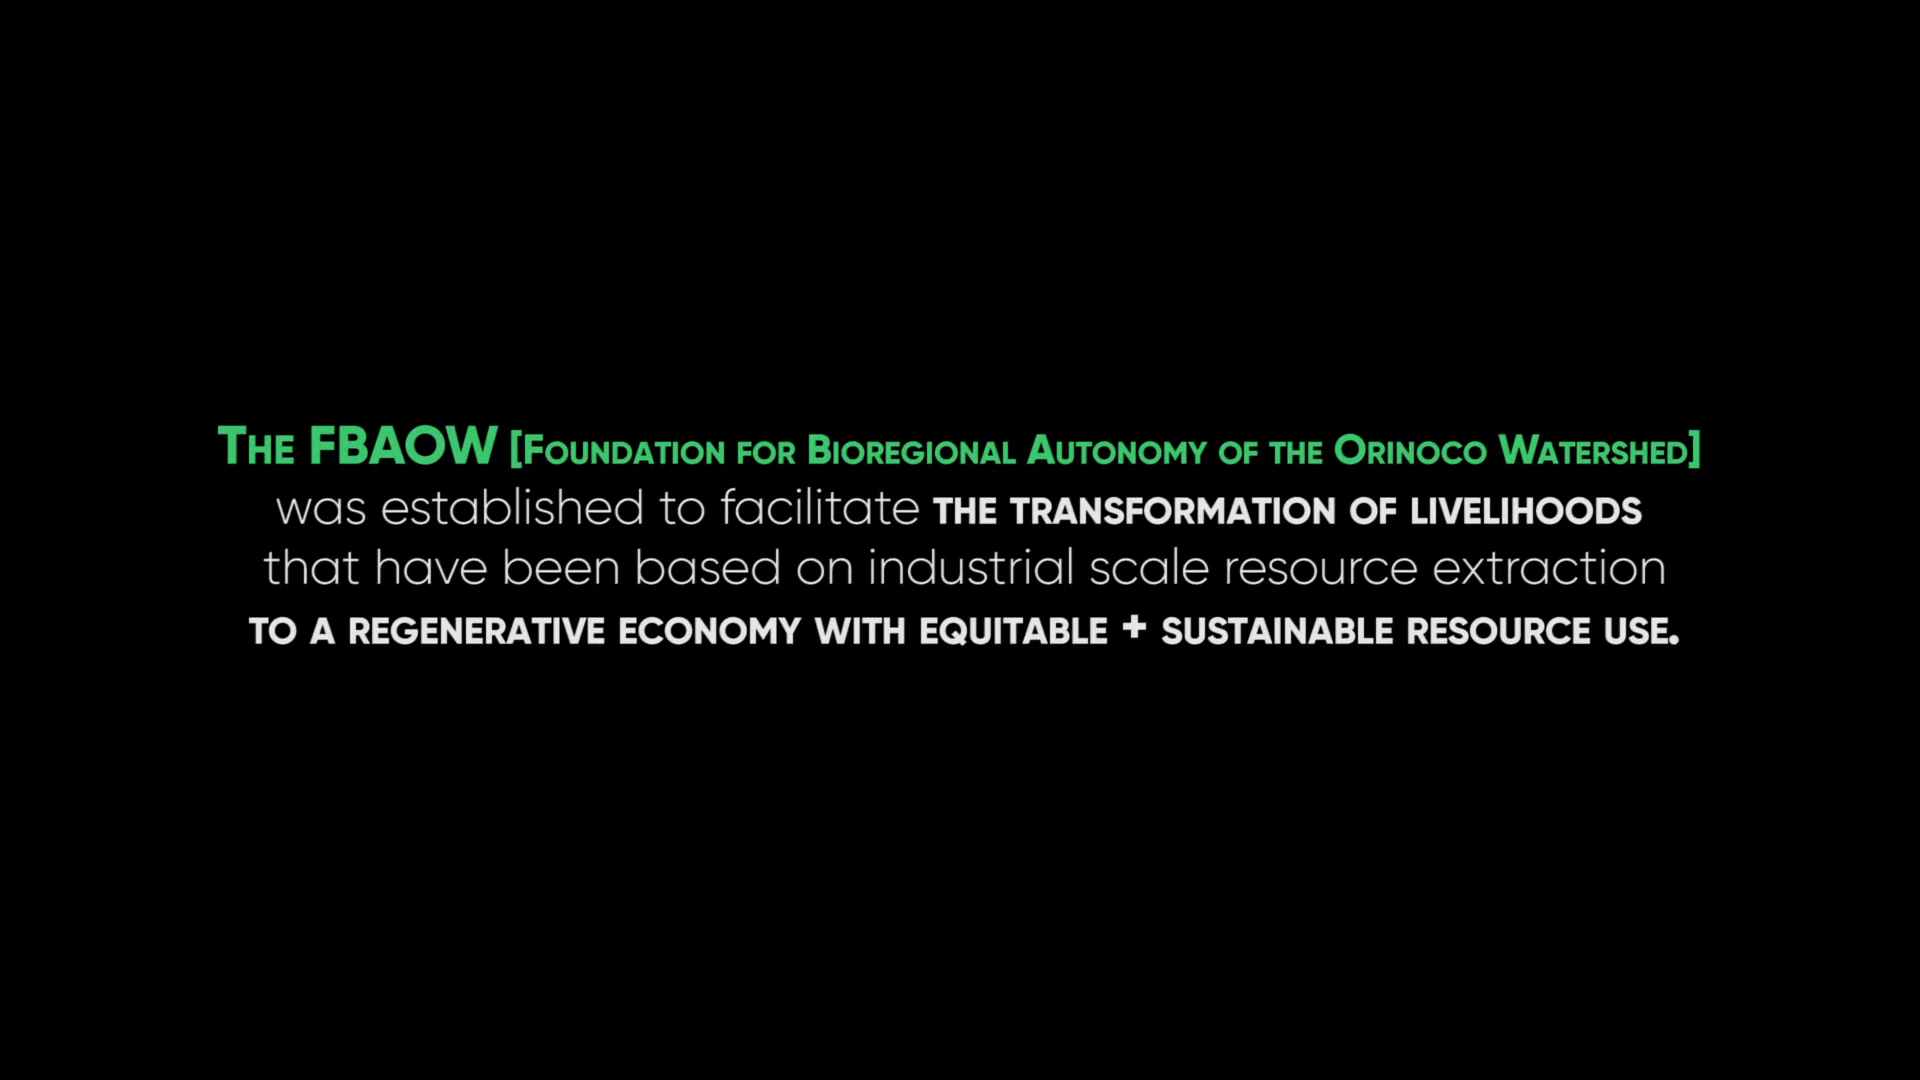 THE FBAOW [FOUNDATION FOR BIOREGIONAL AUTONOMY OF THE ORINOCO WATERSHED]
was established to facilitate THE TRANSFORMATION OF LIVELIHOODS
that have been based on industrial scale resource extraction
TO A REGENERATIVE ECONOMY WITH EQUITABLE + SUSTAINABLE RESOURCE USE.